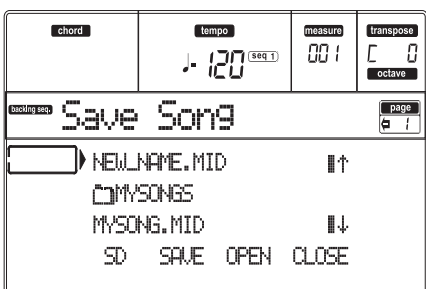 chord tempo measure transpose
♩- 120 seq 1 001 C 0
octave
backing seq. Save Song page
1
NEW_NAME.MID
MYSONGS
MYSONG.MID
SD SAVE OPEN CLOSE